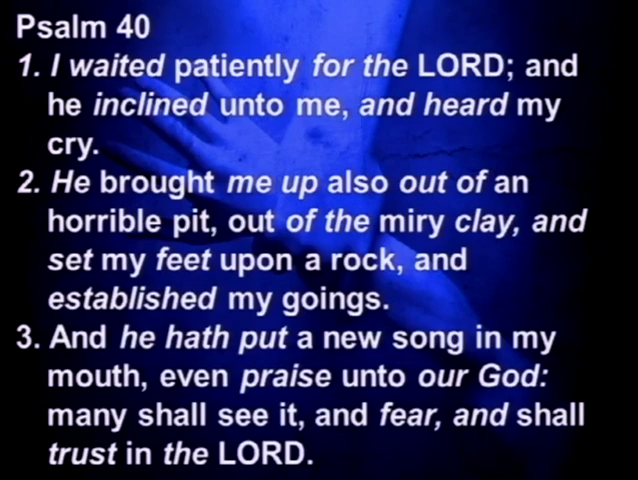 Psalm 40
1. I waited patiently for the LORD; and
he inclined unto me, and heard my
cry.
2. He brought me up also out of an
horrible pit, out of the miry clay, and
set my feet upon a rock, and
established my goings.
3. And he hath put a new song in my
mouth, even praise unto our God:
many shall see it, and fear, and shall
trust in the LORD.